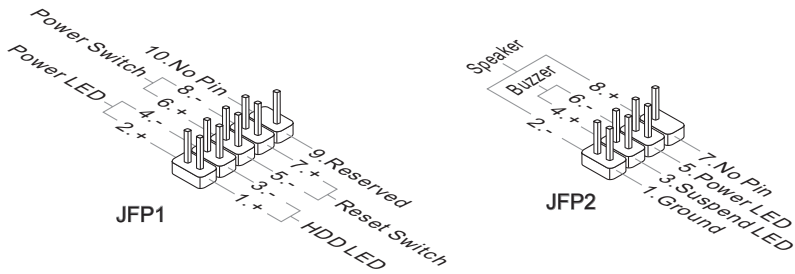 Power Switch
Power LED
10.No Pin
8.-
6.+
4.-
2.+
9.Reserved
7.+
5.-
3.-
1.+
Reset Switch
HDD LED
JFP1
Speaker
Buzzer
8.+
6.-
4.+
2.-
7.No Pin
5.Power LED
3.Suspend LED
1.Ground
JFP2